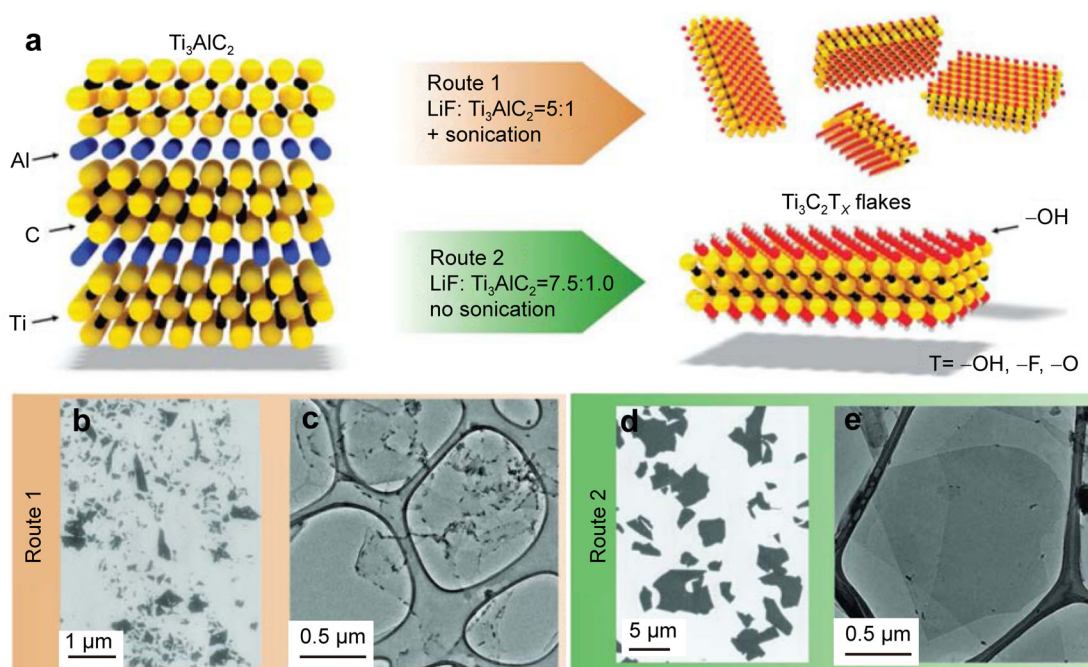 a
Ti₃AlC₂
Al
C
Ti
Route 1
LiF: Ti₃AlC₂=5:1
+ sonication
Route 2
LiF: Ti₃AlC₂=7.5:1.0
no sonication
Ti₃C₂Tₓ flakes
–OH
T= –OH, –F, –O
Route 1
b
1 µm
c
0.5 µm
Route 2
d
5 µm
e
0.5 µm